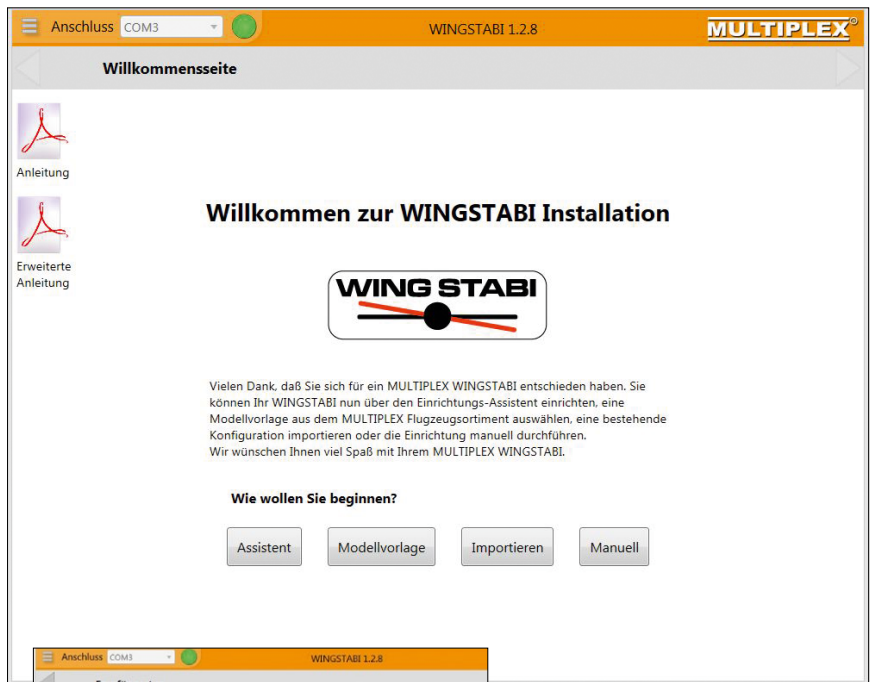 Anschluss COM3 WINGSTABI 1.2.8 MULTIPLEX®
Willkommensseite
Anleitung
Erweiterte
Anleitung
Willkommen zur WINGSTABI Installation
WING STABI
Vielen Dank, daß Sie sich für ein MULTIPLEX WINGSTABI entschieden haben. Sie
können Ihr WINGSTABI nun über den Einrichtungs-Assistent einrichten, eine
Modellvorlage aus dem MULTIPLEX Flugzeugsortiment auswählen, eine bestehende
Konfiguration importieren oder die Einrichtung manuell durchführen.
Wir wünschen Ihnen viel Spaß mit Ihrem MULTIPLEX WINGSTABI.
Wie wollen Sie beginnen?
Assistent Modellvorlage Importieren Manuell
Anschluss COM3 WINGSTABI 1.2.8